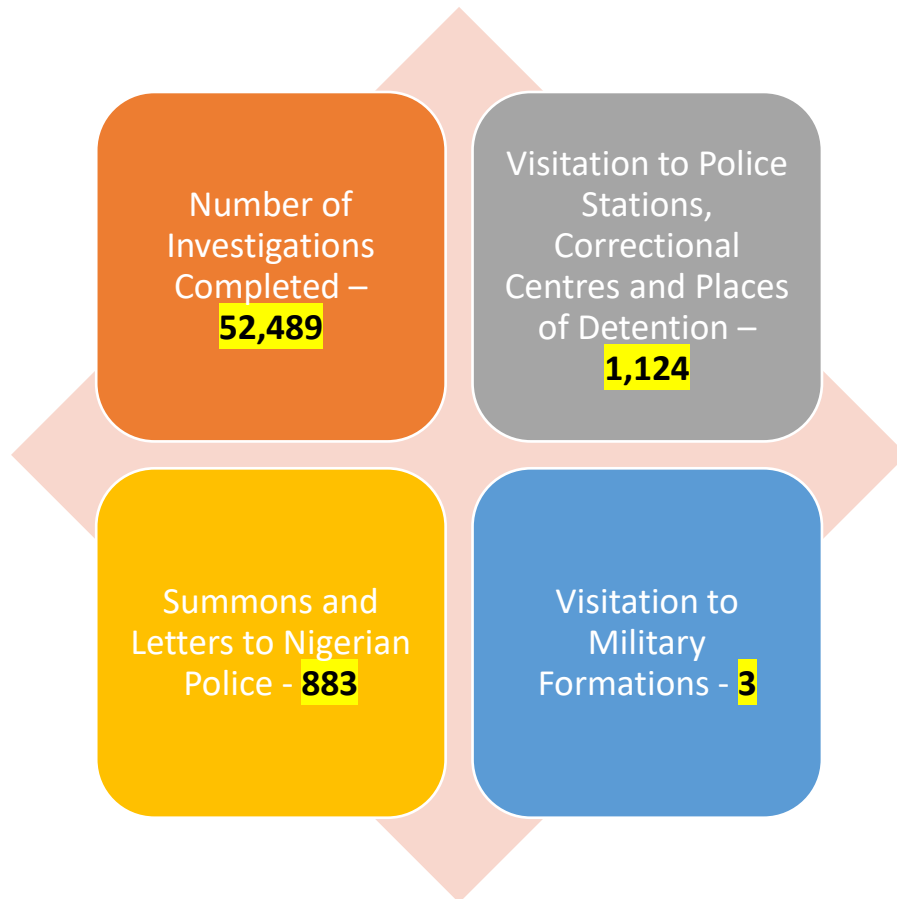 Number of
Investigations
Completed –
52,489
Visitation to Police
Stations,
Correctional
Centres and Places
of Detention –
1,124
Summons and
Letters to Nigerian
Police - 883
Visitation to
Military
Formations - 3